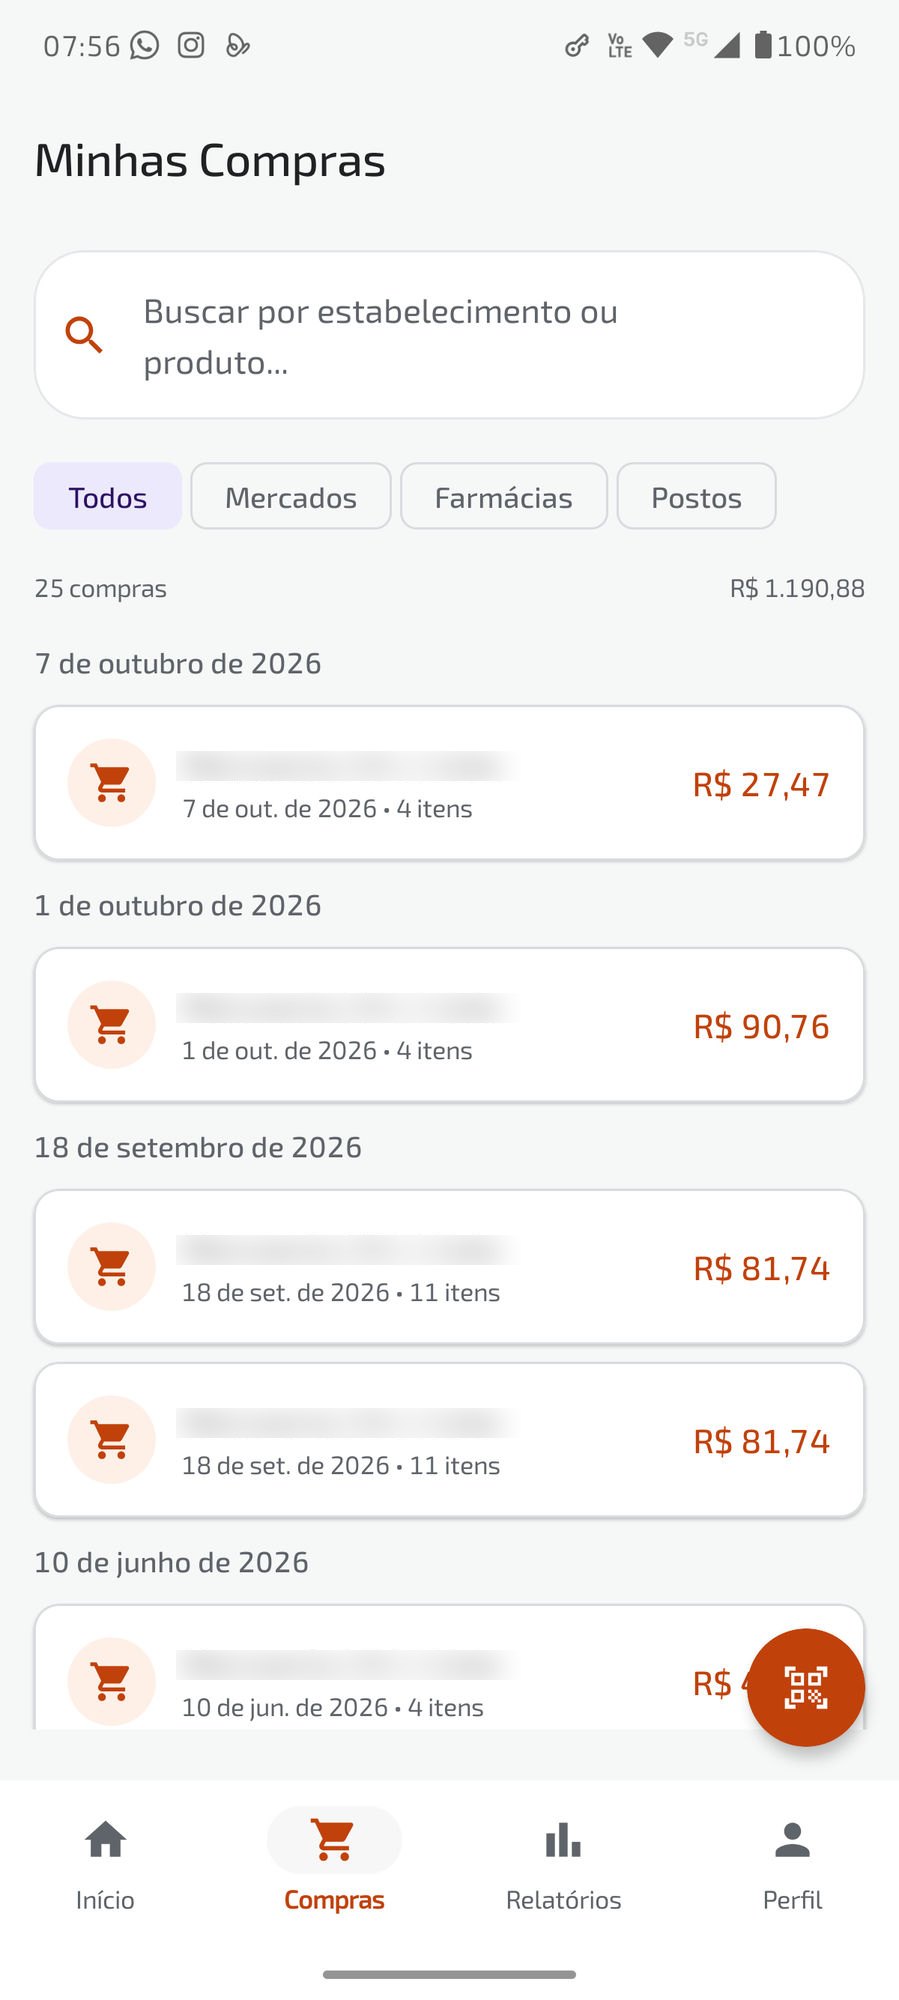 07:56
Vo
LTE
5G
100%
Minhas Compras
Buscar por estabelecimento ou
produto...
Todos
Mercados
Farmácias
Postos
25 compras
R$ 1.190,88
7 de outubro de 2026
R$ 27,47
7 de out. de 2026 • 4 itens
1 de outubro de 2026
R$ 90,76
1 de out. de 2026 • 4 itens
18 de setembro de 2026
R$ 81,74
18 de set. de 2026 • 11 itens
R$ 81,74
18 de set. de 2026 • 11 itens
10 de junho de 2026
R$
10 de jun. de 2026 • 4 itens
Início
Compras
Relatórios
Perfil